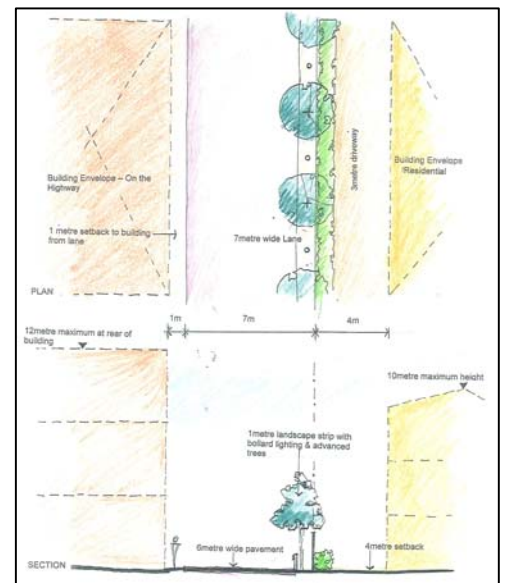 Building Envelope – On the
Highway
1 metre setback to building
from lane
7metre wide Lane
3metre driveway
Building Envelope
Residential
PLAN
12metre maximum at rear of
building
1m
7m
4m
10metre maximum height
1metre landscape strip with
bollard lighting & advanced
trees
6metre wide pavement
4metre setback
SECTION